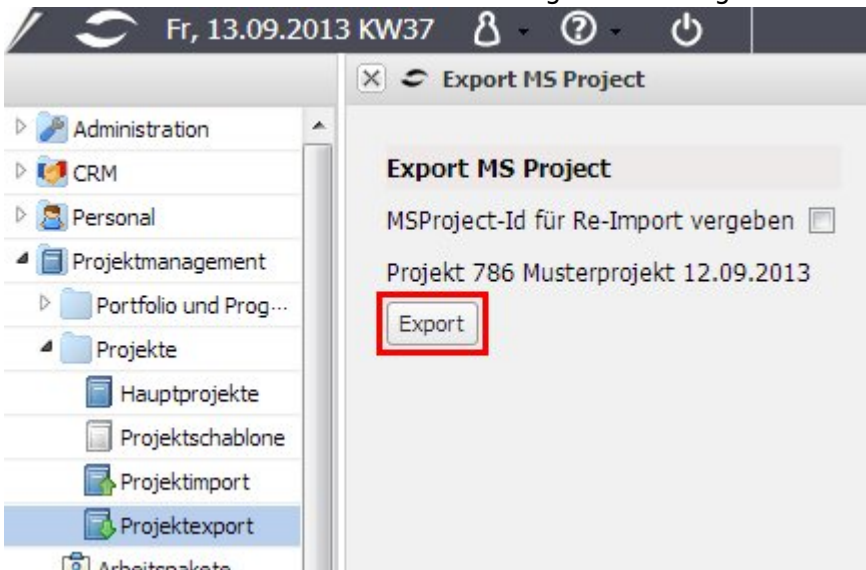 Fr, 13.09.2013 KW37
Export MS Project
Administration
CRM
Personal
Projektmanagement
Portfolio und Prog...
Projekte
Hauptprojekte
Projektschablone
Projektimport
Projektexport
Export MS Project
MSProject-Id für Re-Import vergeben
Projekt 786 Musterprojekt 12.09.2013
Export